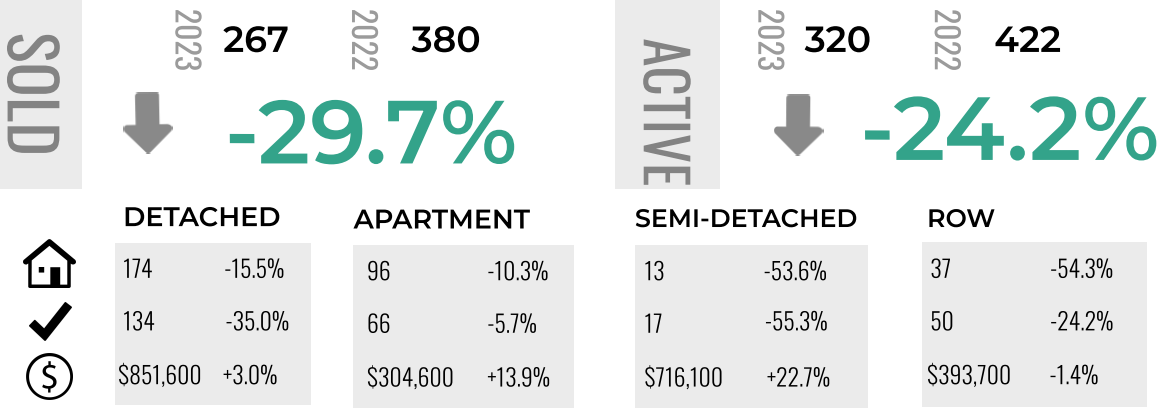 SOLD
2023 267 2022 380
-29.7%
ACTIVE
2023 320 2022 422
-24.2%
DETACHED APARTMENT SEMI-DETACHED ROW
174 -15.5% 96 -10.3% 13 -53.6% 37 -54.3%
134 -35.0% 66 -5.7% 17 -55.3% 50 -24.2%
$851,600 +3.0% $304,600 +13.9% $716,100 +22.7% $393,700 -1.4%